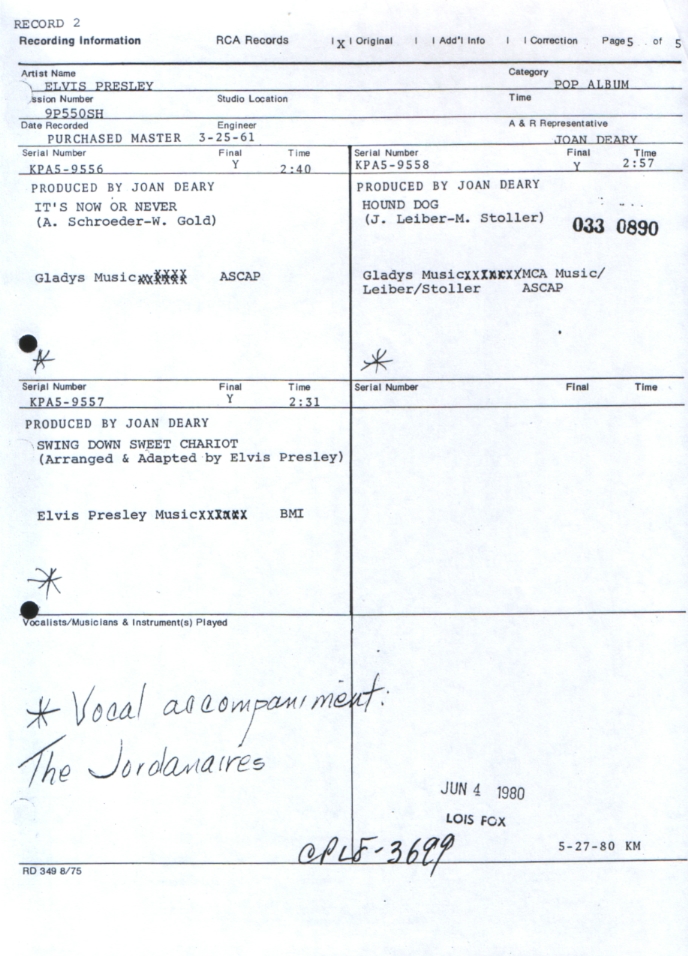 RECORD 2
Recording Information RCA Records |X| Original | | Add'l Info | | Correction Page 5 of 5
Artist Name Category
ELVIS PRESLEY POP ALBUM
ssion Number Studio Location Time
9P550SH
Date Recorded Engineer A & R Representative
PURCHASED MASTER 3-25-61 JOAN DEARY
Serial Number Final Time
KPA5-9556 Y 2:40
PRODUCED BY JOAN DEARY
IT'S NOW OR NEVER
(A. Schroeder-W. Gold)
Gladys Music ASCAP
*
Serial Number Final Time
KPA5-9558 Y 2:57
PRODUCED BY JOAN DEARY
HOUND DOG
(J. Leiber-M. Stoller)
033 0890
Gladys Music MCA Music/
Leiber/Stoller ASCAP
*
Serial Number Final Time
KPA5-9557 Y 2:31
PRODUCED BY JOAN DEARY
SWING DOWN SWEET CHARIOT
(Arranged & Adapted by Elvis Presley)
Elvis Presley Music BMI
*
Serial Number Final Time
Vocalists/Musicians & Instrument(s) Played
* Vocal accompaniment:
The Jordanaires
JUN 4 1980
LOIS FOX
CPL8-3699
5-27-80 KM
RD 349 8/75